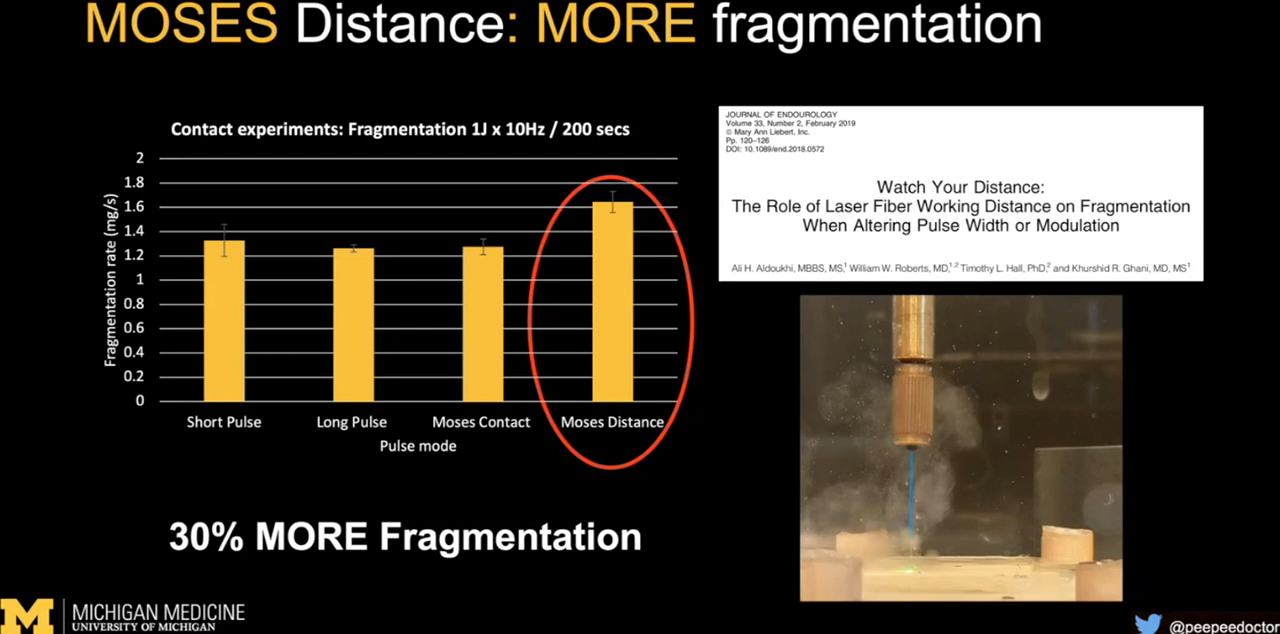 MOSES Distance: MORE fragmentation
Contact experiments: Fragmentation 1J x 10Hz / 200 secs
Fragmentation rate (mg/s)
2
1.8
1.6
1.4
1.2
1
0.8
0.6
0.4
0.2
0
Short Pulse Long Pulse Moses Contact Moses Distance
Pulse mode
30% MORE Fragmentation
JOURNAL OF ENDOUROLOGY
Volume 33, Number 2, February 2019
© Mary Ann Liebert, Inc.
Pp. 120–126
DOI: 10.1089/end.2018.0572
Watch Your Distance:
The Role of Laser Fiber Working Distance on Fragmentation
When Altering Pulse Width or Modulation
Ali H. Aldoukhi, MBBS, MS,1 William W. Roberts, MD,1,2 Timothy L. Hall, PhD,2 and Khurshid R. Ghani, MD, MS1
M
MICHIGAN MEDICINE
UNIVERSITY OF MICHIGAN
@peepeedoctor